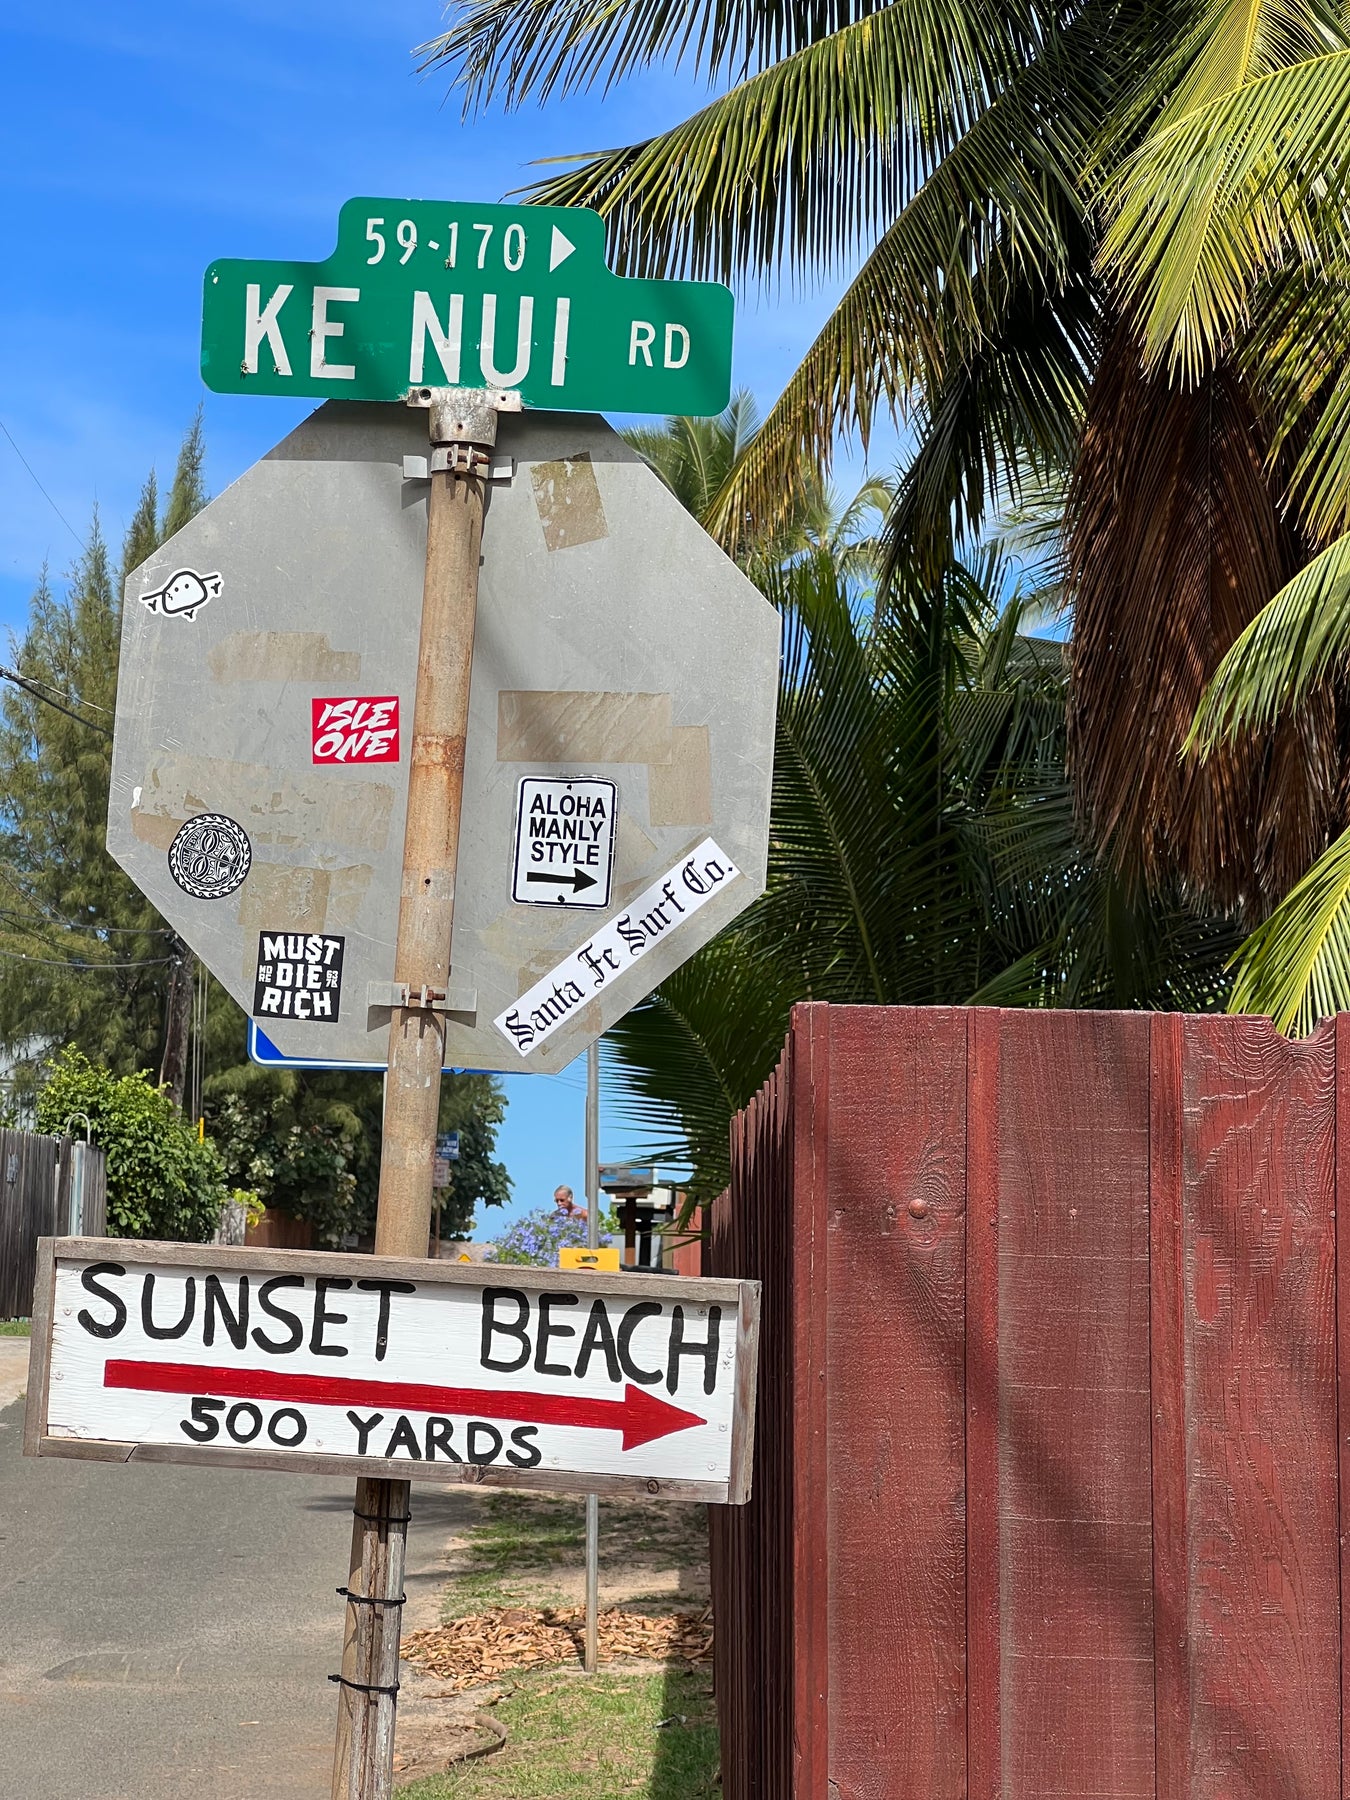 59-170
KE NUI RD
ISLE
ONE
ALOHA
MANLY
STYLE
Santa Fe Surf Co.
MU$T
DIE
RICH
SUNSET BEACH
500 YARDS